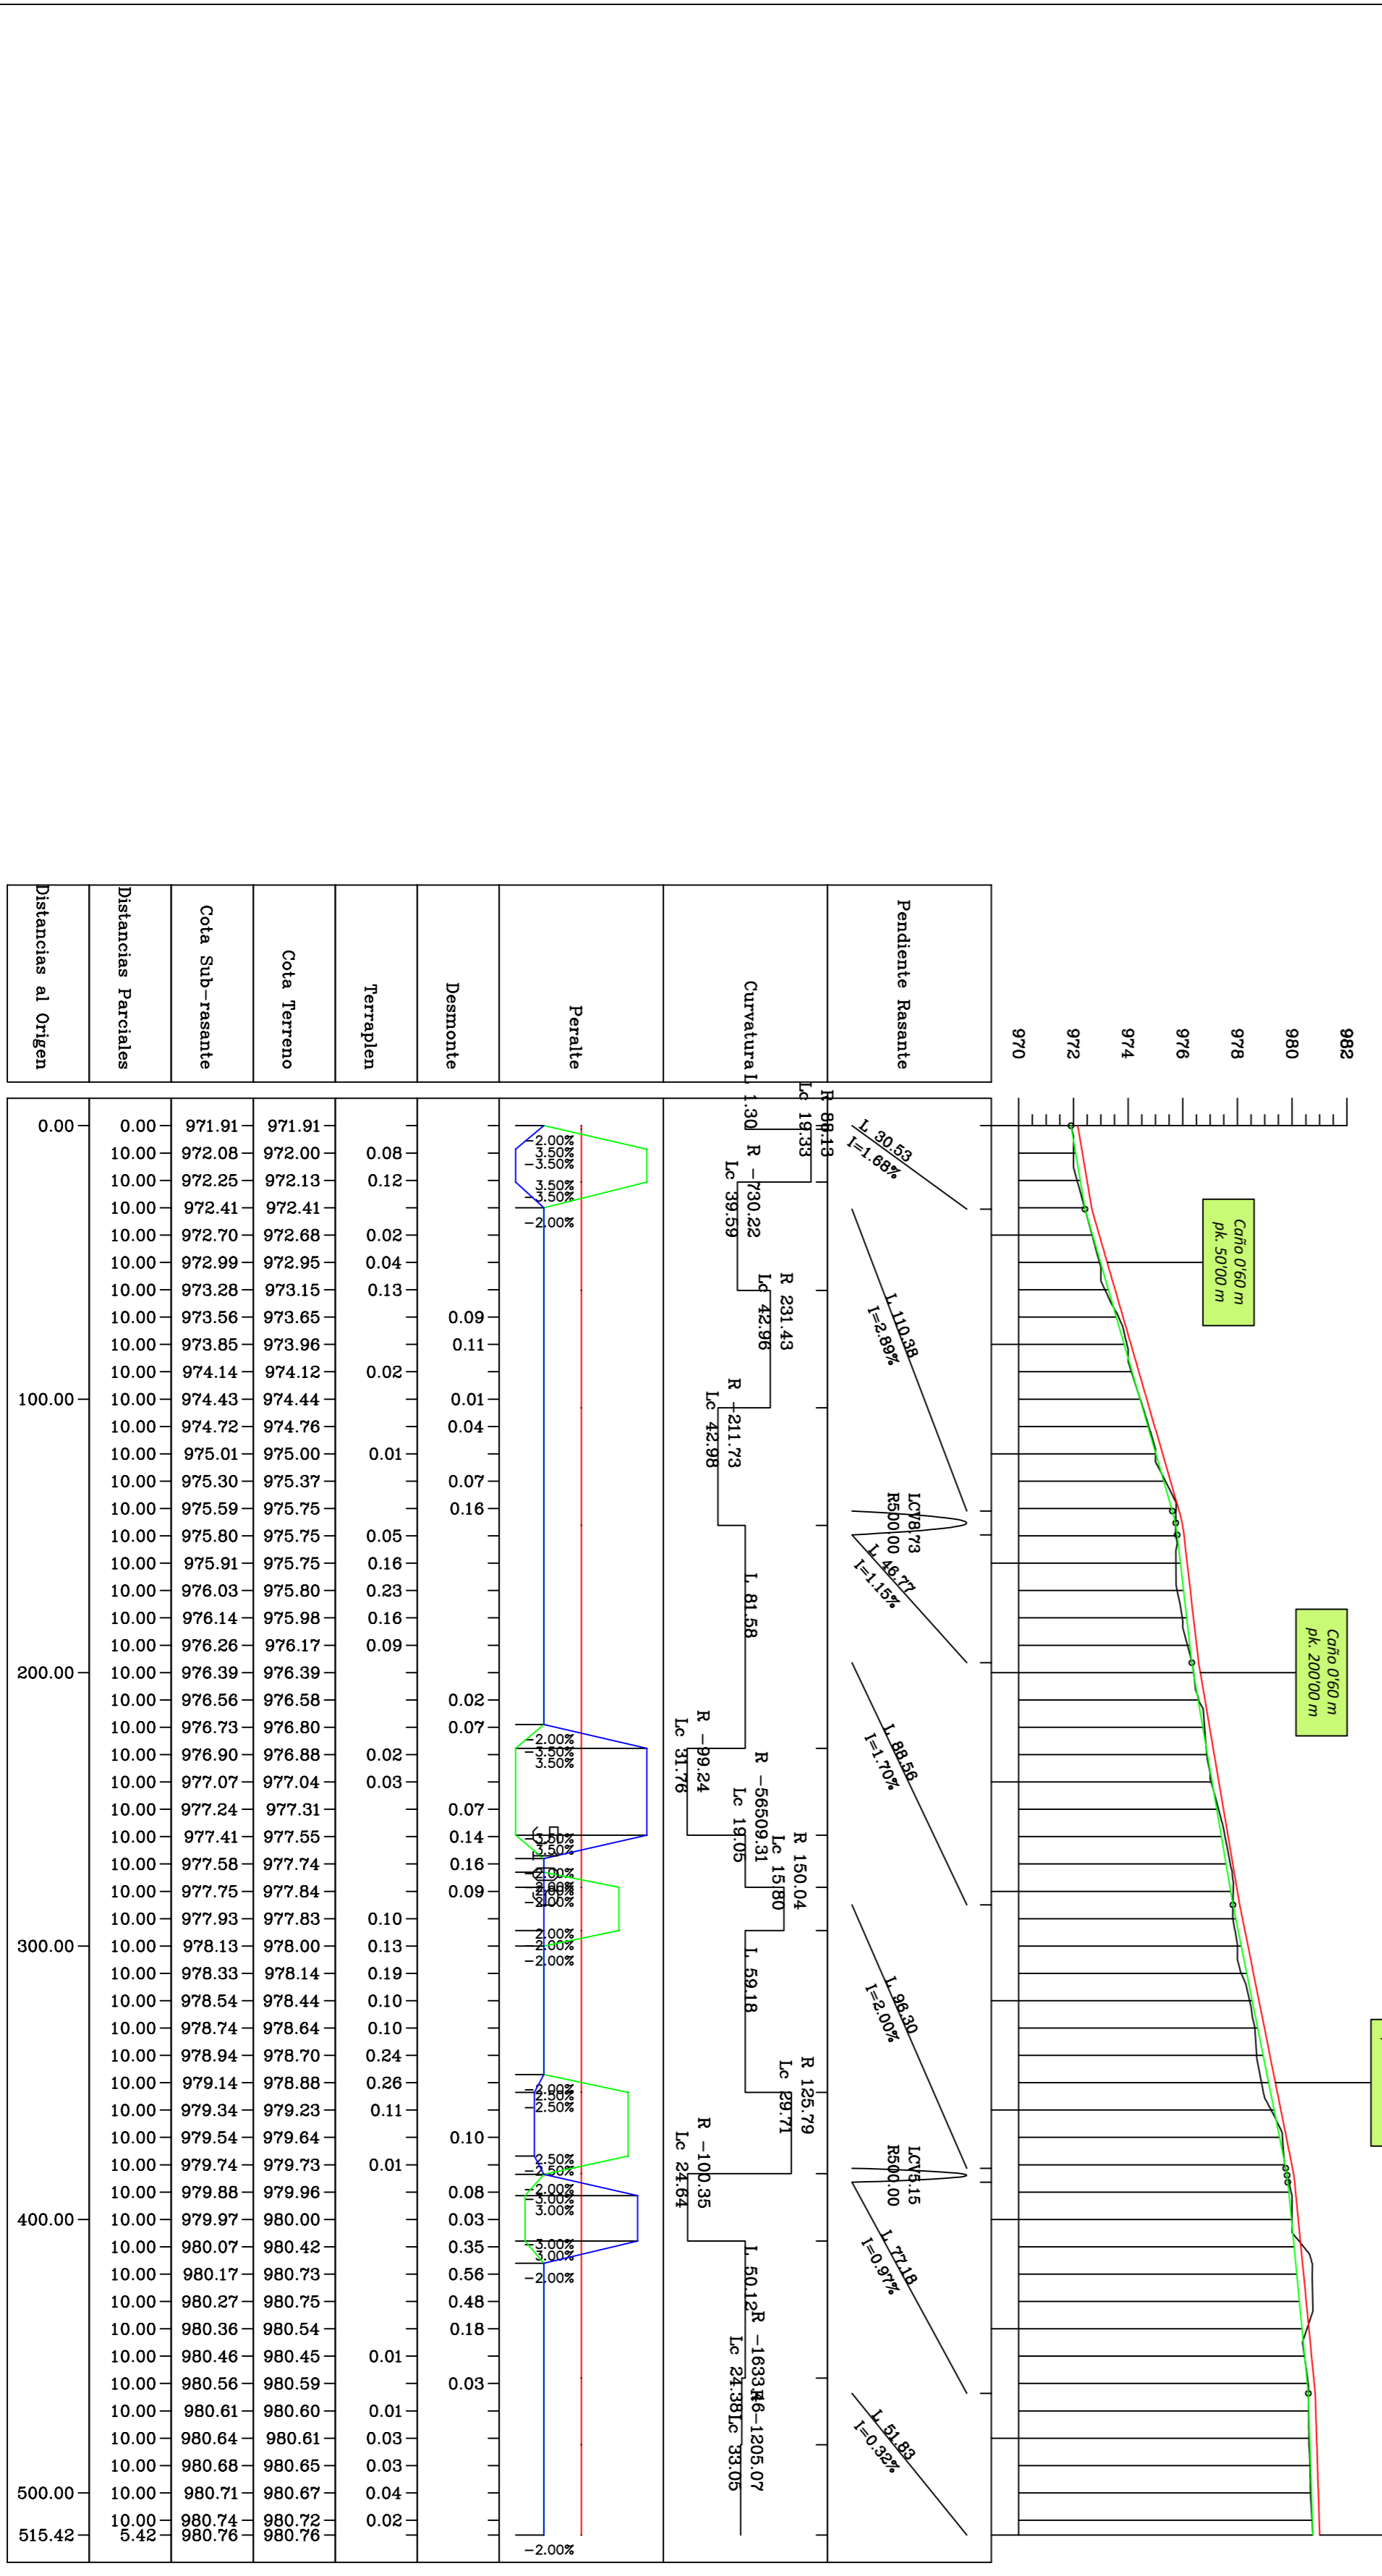 982
980
978
976
974
972
970
Caño 0'60 m
pk. 50'00 m
Caño 0'60 m
pk. 200'00 m
Pendiente Rasante
L 30.53
I=1.68%
L 110.38
I=2.89%
LCV8.73
R500.00
L 46.77
I=1.15%
L 88.56
I=1.70%
L 96.30
I=2.00%
LCV5.15
R500.00
L 77.18
I=0.97%
L 51.83
I=0.32%
Curvatura
L 1.30
R 88.13
Lc 19.33
R -730.22
Lc 39.59
R 231.43
Lc 42.96
R -211.73
Lc 42.98
L 81.58
R -99.24
Lc 31.76
R -56509.31
Lc 19.05
R 150.04
Lc 15.80
L 59.18
R 125.79
Lc 29.71
R -100.35
Lc 24.64
L 50.12
Lc 24.38
R -1205.07
Lc 33.05
Peralte
-2.00%
3.50%
-3.50%
3.50%
-3.50%
-2.00%
-2.00%
-3.50%
3.50%
-3.50%
3.50%
2.00%
-2.00%
-2.00%
-2.00%
2.50%
-2.50%
2.50%
-2.50%
-2.00%
-3.00%
3.00%
-3.00%
3.00%
-2.00%
-2.00%
Desmonte
Terraplen
Cota Terreno
Cota Sub-rasante
Distancias Parciales
Distancias al Origen
0.00 0.00 971.91 971.91
10.00 972.08 972.00 0.08
10.00 972.25 972.13 0.12
10.00 972.41 972.41
10.00 972.70 972.68 0.02
10.00 972.99 972.95 0.04
10.00 973.28 973.15 0.13
10.00 973.56 973.65 0.09
10.00 973.85 973.96 0.11
10.00 974.14 974.12 0.02
100.00 10.00 974.43 974.44 0.01
10.00 974.72 974.76 0.04
10.00 975.01 975.00 0.01
10.00 975.30 975.37 0.07
10.00 975.59 975.75 0.16
10.00 975.80 975.75 0.05
10.00 975.91 975.75 0.16
10.00 976.03 975.80 0.23
10.00 976.14 975.98 0.16
10.00 976.26 976.17 0.09
200.00 10.00 976.39 976.39
10.00 976.56 976.58 0.02
10.00 976.73 976.80 0.07
10.00 976.90 976.88 0.02
10.00 977.07 977.04 0.03
10.00 977.24 977.31 0.07
10.00 977.41 977.55 0.14
10.00 977.58 977.74 0.16
10.00 977.75 977.84 0.09
10.00 977.93 977.83 0.10
300.00 10.00 978.13 978.00 0.13
10.00 978.33 978.14 0.19
10.00 978.54 978.44 0.10
10.00 978.74 978.64 0.10
10.00 978.94 978.70 0.24
10.00 979.14 978.88 0.26
10.00 979.34 979.23 0.11
10.00 979.54 979.64 0.10
10.00 979.74 979.73 0.01
10.00 979.88 979.96 0.08
400.00 10.00 979.97 980.00 0.03
10.00 980.07 980.42 0.35
10.00 980.17 980.73 0.56
10.00 980.27 980.75 0.48
10.00 980.36 980.54 0.18
10.00 980.46 980.45 0.01
10.00 980.56 980.59 0.03
10.00 980.61 980.60 0.01
10.00 980.64 980.61 0.03
10.00 980.68 980.65 0.03
500.00 10.00 980.71 980.67 0.04
10.00 980.74 980.72 0.02
515.42 5.42 980.76 980.76